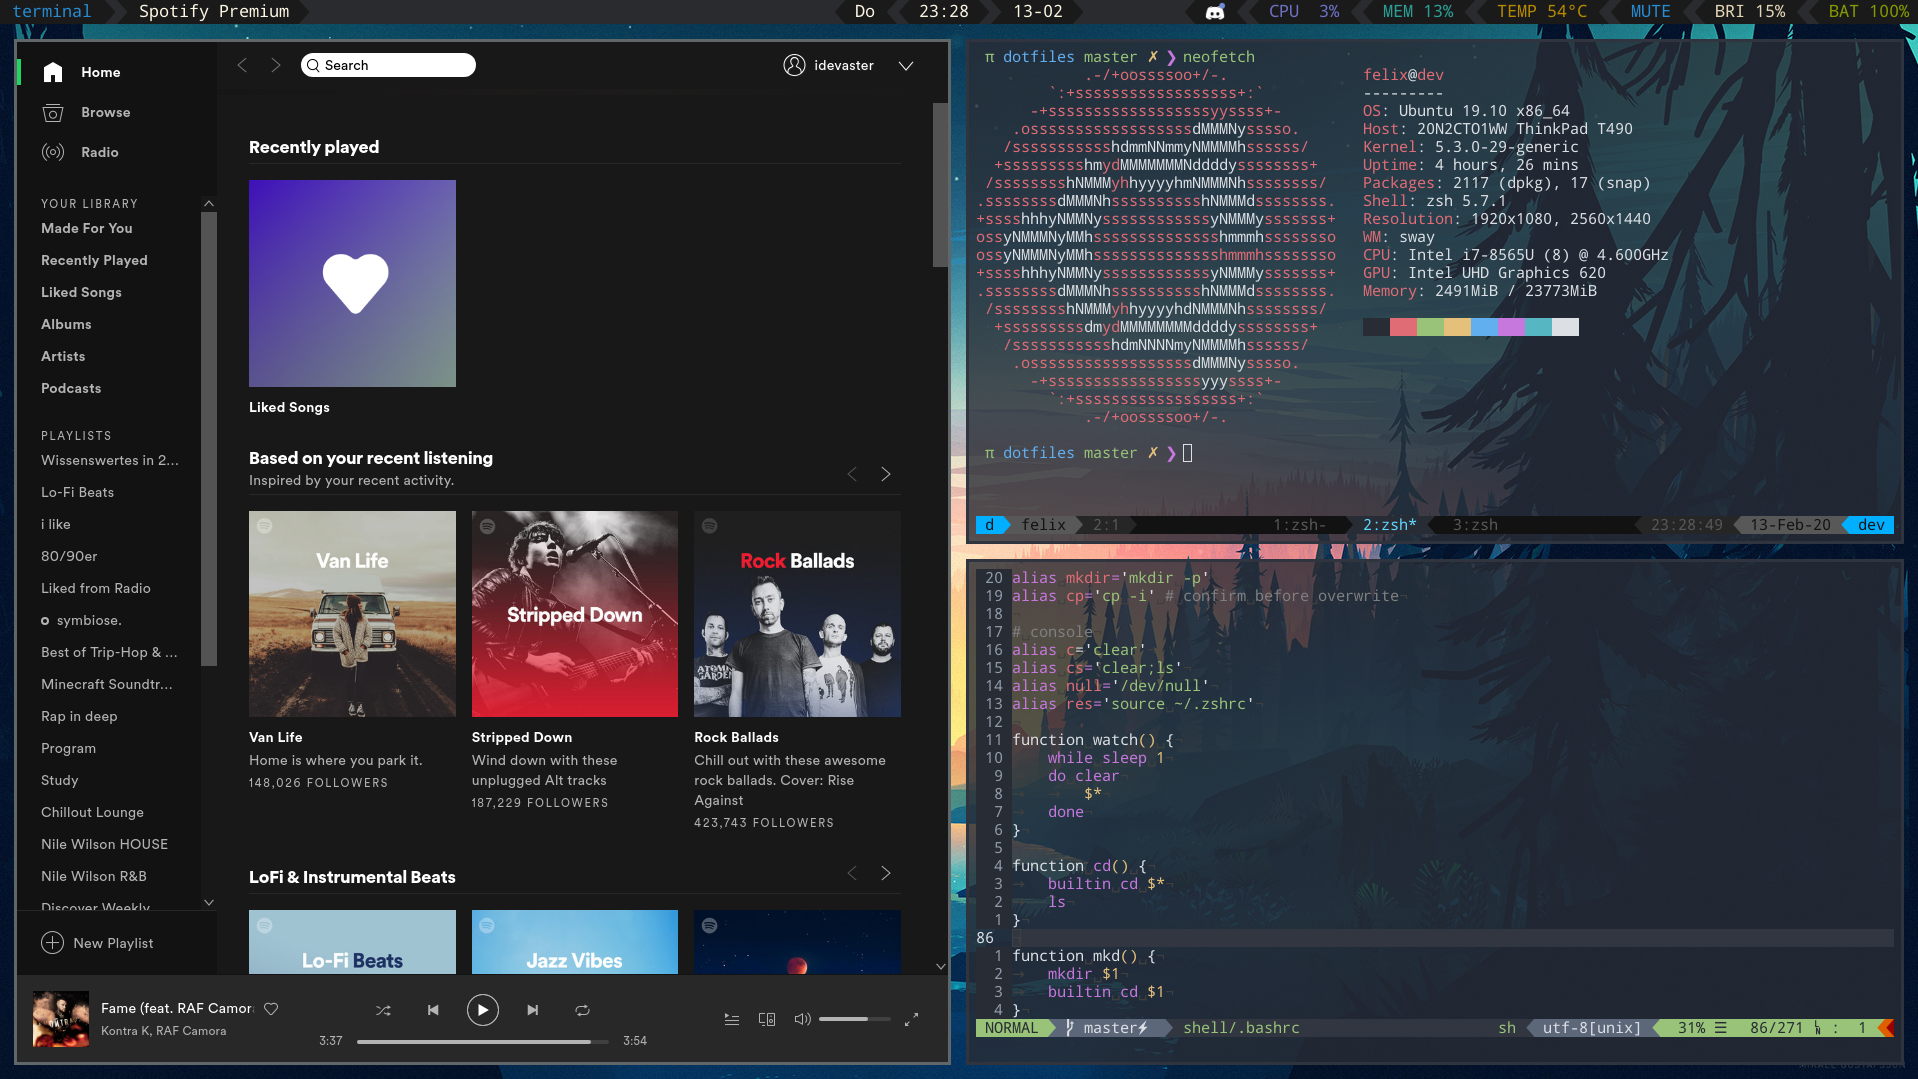 terminal Spotify Premium Do 23:28 13-02 CPU 3% MEM 13% TEMP 54°C MUTE BRI 15% BAT 100%
Home
Browse
Radio
YOUR LIBRARY
Made For You
Recently Played
Liked Songs
Albums
Artists
Podcasts
PLAYLISTS
Wissenswertes in 2...
Lo-Fi Beats
i like
80/90er
Liked from Radio
symbiose.
Best of Trip-Hop & ...
Minecraft Soundtr...
Rap in deep
Program
Study
Chillout Lounge
Nile Wilson HOUSE
Nile Wilson R&B
Discover Weekly
New Playlist
Search
idevaster
Recently played
Liked Songs
Based on your recent listening
Inspired by your recent activity.
Van Life
Stripped Down
Rock Ballads
Van Life
Home is where you park it.
148,026 FOLLOWERS
Stripped Down
Wind down with these
unplugged Alt tracks
187,229 FOLLOWERS
Rock Ballads
Chill out with these awesome
rock ballads. Cover: Rise
Against
423,743 FOLLOWERS
LoFi & Instrumental Beats
Lo-Fi Beats
Jazz Vibes
Fame (feat. RAF Camor
Kontra K, RAF Camora
3:37
3:54
π dotfiles master ✗ ❯ neofetch
.-/+oossssoo+/-.
`:+ssssssssssssssssss+:`
-+ssssssssssssssssssyyssss+-
.ossssssssssssssssssdMMMNysssso.
/ssssssssssshdmmNNmmyNMMMMhssssss/
+ssssssssshmydMMMMMMMNddddyssssssss+
/sssssssshNMMMyhhyyyyhmNMMMNhssssssss/
.ssssssssdMMMNhsssssssssshNMMMdssssssss.
+sssshhhyNMMNyssssssssssssyNMMMysssssss+
ossyNMMMNyMMhsssssssssssssshmmmhssssssso
ossyNMMMNyMMhsssssssssssssshmmmhssssssso
+sssshhhyNMMNyssssssssssssyNMMMysssssss+
.ssssssssdMMMNhsssssssssshNMMMdssssssss.
/sssssssshNMMMyhhyyyyhdNMMMNhssssssss/
+sssssssssdmydMMMMMMMMddddyssssssss+
/ssssssssssshdmNNNNmyNMMMMhssssss/
.ossssssssssssssssssdMMMNysssso.
-+sssssssssssssssssyyyssss+-
`:+ssssssssssssssssss+:`
.-/+oossssoo+/-.
felix@dev
---------
OS: Ubuntu 19.10 x86_64
Host: 20N2CTO1WW ThinkPad T490
Kernel: 5.3.0-29-generic
Uptime: 4 hours, 26 mins
Packages: 2117 (dpkg), 17 (snap)
Shell: zsh 5.7.1
Resolution: 1920x1080, 2560x1440
WM: sway
CPU: Intel i7-8565U (8) @ 4.600GHz
GPU: Intel UHD Graphics 620
Memory: 2491MiB / 23773MiB
π dotfiles master ✗ ❯
d felix 2:1 1:zsh- 2:zsh* 3:zsh 23:28:49 13-Feb-20 dev
20 alias mkdir='mkdir -p'
19 alias cp='cp -i' # confirm before overwrite¬
18
17 # console
16 alias c='clear'
15 alias cs='clear;ls'
14 alias null='/dev/null'
13 alias res='source ~/.zshrc'
12
11 function watch() {
10 while sleep 1
9 do clear
8 $*
7 done
6 }
5
4 function cd() {
3 builtin cd $*
2 ls
1 }
86
1 function mkd() {
2 mkdir $1
3 builtin cd $1
4 }
NORMAL master⚡ shell/.bashrc sh utf-8[unix] 31% ☰ 86/271 : 1